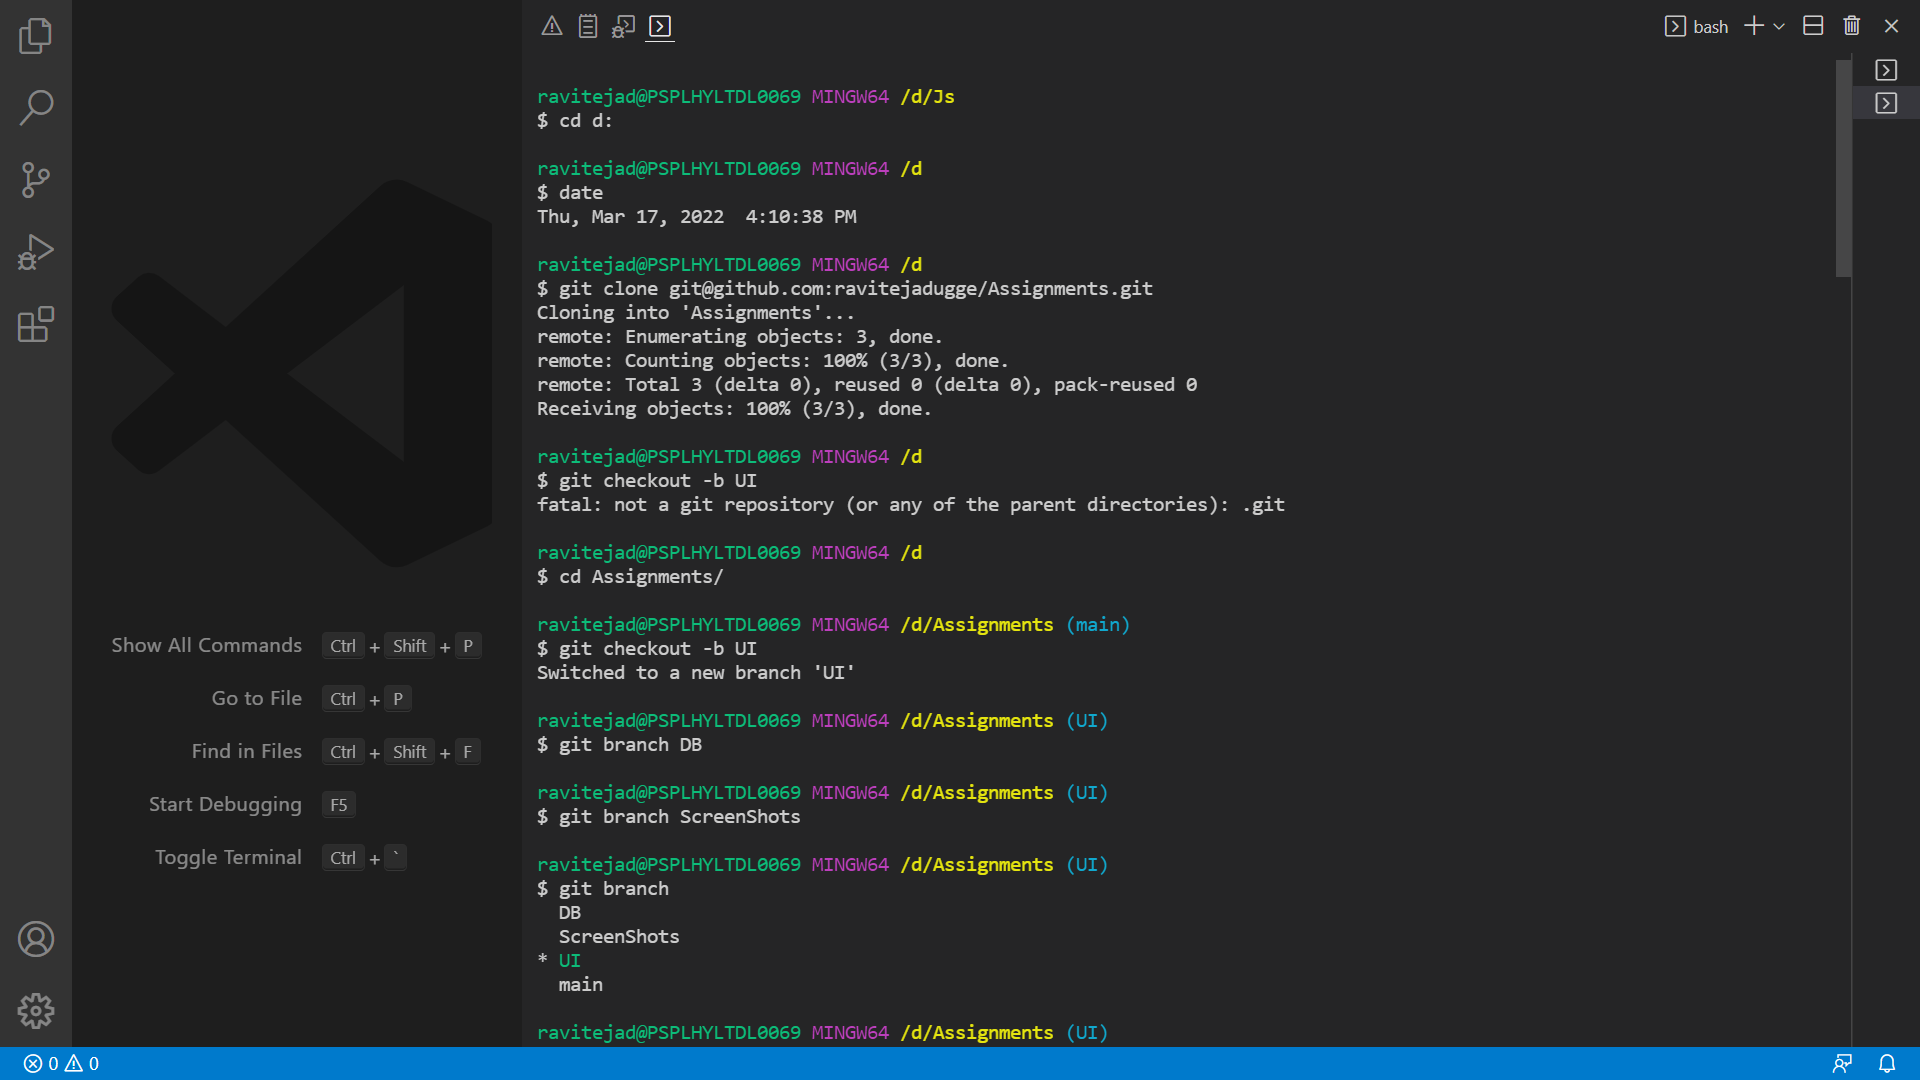 bash
ravitejad@PSPLHYLTDL0069 MINGW64 /d/Js
$ cd d:
ravitejad@PSPLHYLTDL0069 MINGW64 /d
$ date
Thu, Mar 17, 2022  4:10:38 PM
ravitejad@PSPLHYLTDL0069 MINGW64 /d
$ git clone git@github.com:ravitejadugge/Assignments.git
Cloning into 'Assignments'...
remote: Enumerating objects: 3, done.
remote: Counting objects: 100% (3/3), done.
remote: Total 3 (delta 0), reused 0 (delta 0), pack-reused 0
Receiving objects: 100% (3/3), done.
ravitejad@PSPLHYLTDL0069 MINGW64 /d
$ git checkout -b UI
fatal: not a git repository (or any of the parent directories): .git
ravitejad@PSPLHYLTDL0069 MINGW64 /d
$ cd Assignments/
ravitejad@PSPLHYLTDL0069 MINGW64 /d/Assignments (main)
$ git checkout -b UI
Switched to a new branch 'UI'
ravitejad@PSPLHYLTDL0069 MINGW64 /d/Assignments (UI)
$ git branch DB
ravitejad@PSPLHYLTDL0069 MINGW64 /d/Assignments (UI)
$ git branch ScreenShots
ravitejad@PSPLHYLTDL0069 MINGW64 /d/Assignments (UI)
$ git branch
  DB
  ScreenShots
* UI
  main
ravitejad@PSPLHYLTDL0069 MINGW64 /d/Assignments (UI)
Show All Commands Ctrl + Shift + P
Go to File Ctrl + P
Find in Files Ctrl + Shift + F
Start Debugging F5
Toggle Terminal Ctrl + `
0 0